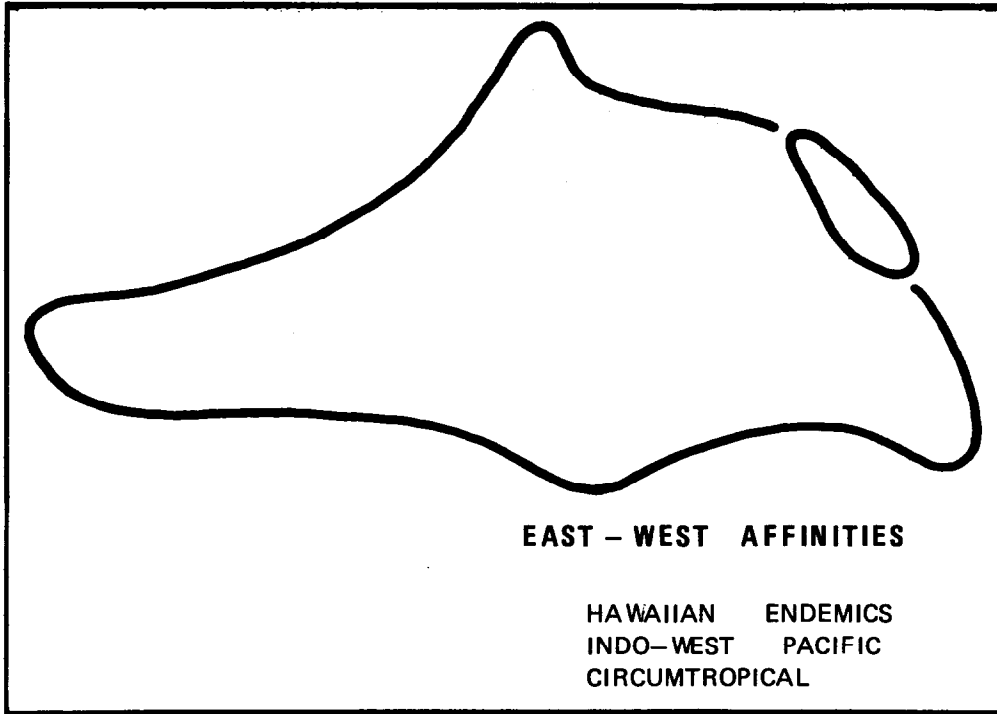 EAST – WEST AFFINITIES
HAWAIIAN ENDEMICS
INDO–WEST PACIFIC
CIRCUMTROPICAL